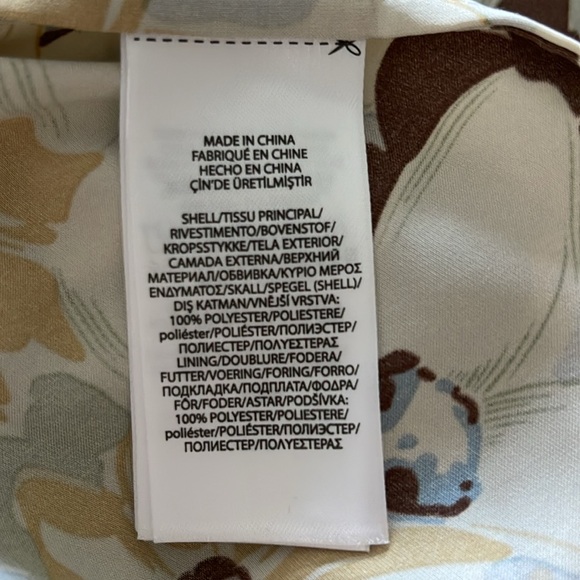 MADE IN CHINA
FABRIQUÉ EN CHINE
HECHO EN CHINA
ÇİN'DE ÜRETİLMİŞTİR
SHELL/TISSU PRINCIPAL/
RIVESTIMENTO/BOVENSTOF/
KROPSSTYKKE/TELA EXTERIOR/
CAMADA EXTERNA/ВЕРХНИЙ
МАТЕРИАЛ/ОБВИВКА/ΚΥΡΙΟ ΜΕΡΟΣ
ΕΝΔΥΜΑΤΟΣ/SKALL/SPEGEL (SHELL)/
DIŞ KATMAN/VNĚJŠÍ VRSTVA:
100% POLYESTER/POLIESTERE/
poliéster/POLIÉSTER/ПОЛИЭСТЕР/
ПОЛИЕСТЕР/ΠΟΛΥΕΣΤΕΡΑΣ
LINING/DOUBLURE/FODERA/
FUTTER/VOERING/FORING/FORRO/
ПОДКЛАДКА/ПОДПЛАТА/ΦΟΔΡΑ/
FÔR/FODER/ASTAR/PODŠÍVKA:
100% POLYESTER/POLIESTERE/
poliéster/POLIÉSTER/ПОЛИЭСТЕР/
ПОЛИЕСТЕР/ΠΟΛΥΕΣΤΕΡΑΣ